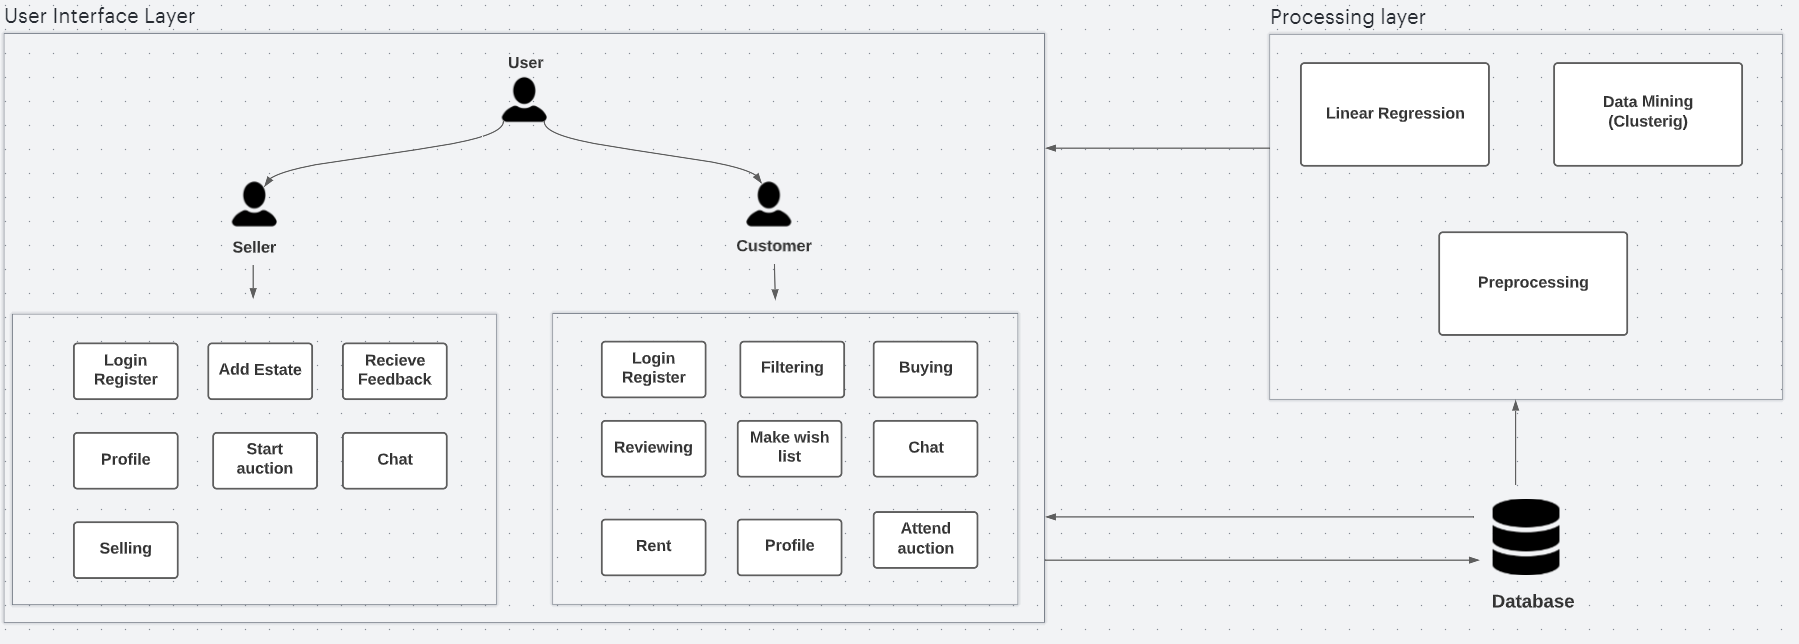 User Interface Layer
Processing layer
User
Seller
Customer
Login
Register
Add Estate
Recieve
Feedback
Profile
Start
auction
Chat
Selling
Login
Register
Filtering
Buying
Reviewing
Make wish
list
Chat
Rent
Profile
Attend
auction
Linear Regression
Data Mining
(Clusterig)
Preprocessing
Database